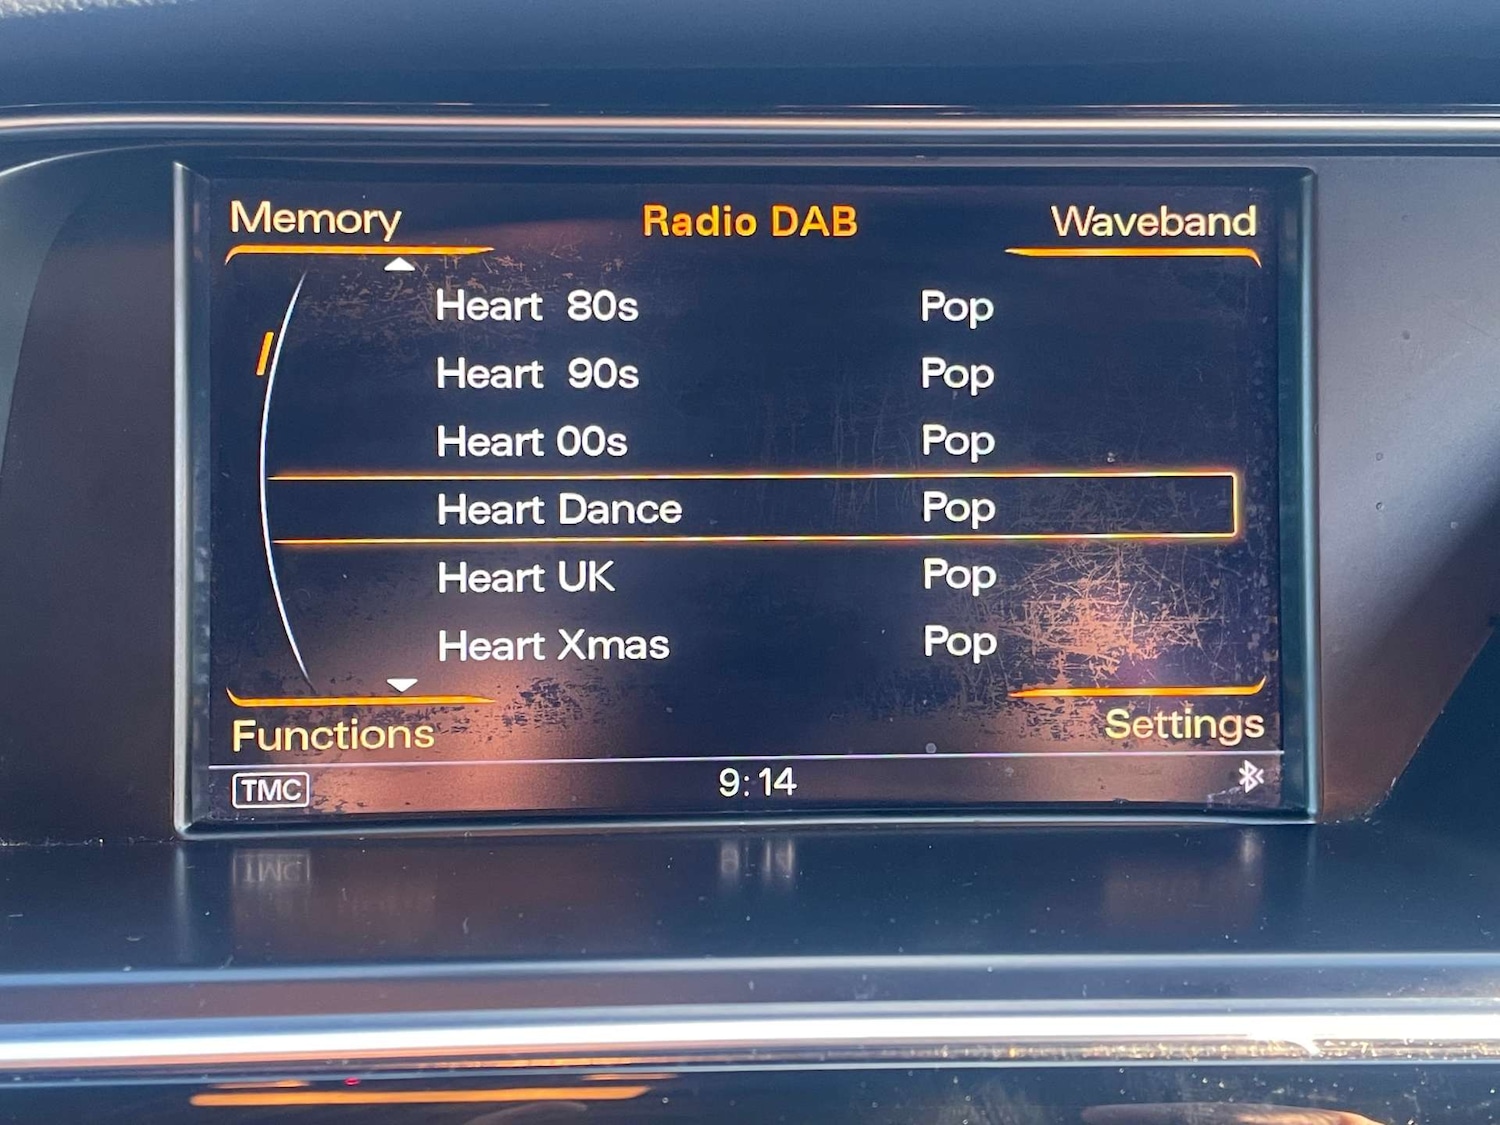 Memory Radio DAB Waveband
Heart 80s Pop
Heart 90s Pop
Heart 00s Pop
Heart Dance Pop
Heart UK Pop
Heart Xmas Pop
Functions Settings
TMC 9:14